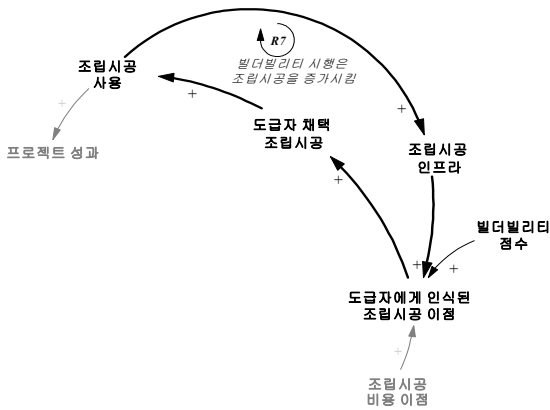 R7
빌더빌리티 시행은
조립시공을 증가시킴
조립시공
사용
+
+
+
프로젝트 성과
도급자 채택
조립시공
조립시공
인프라
+
빌더빌리티
점수
+
+
도급자에게 인식된
조립시공 이점
+
조립시공
비용 이점